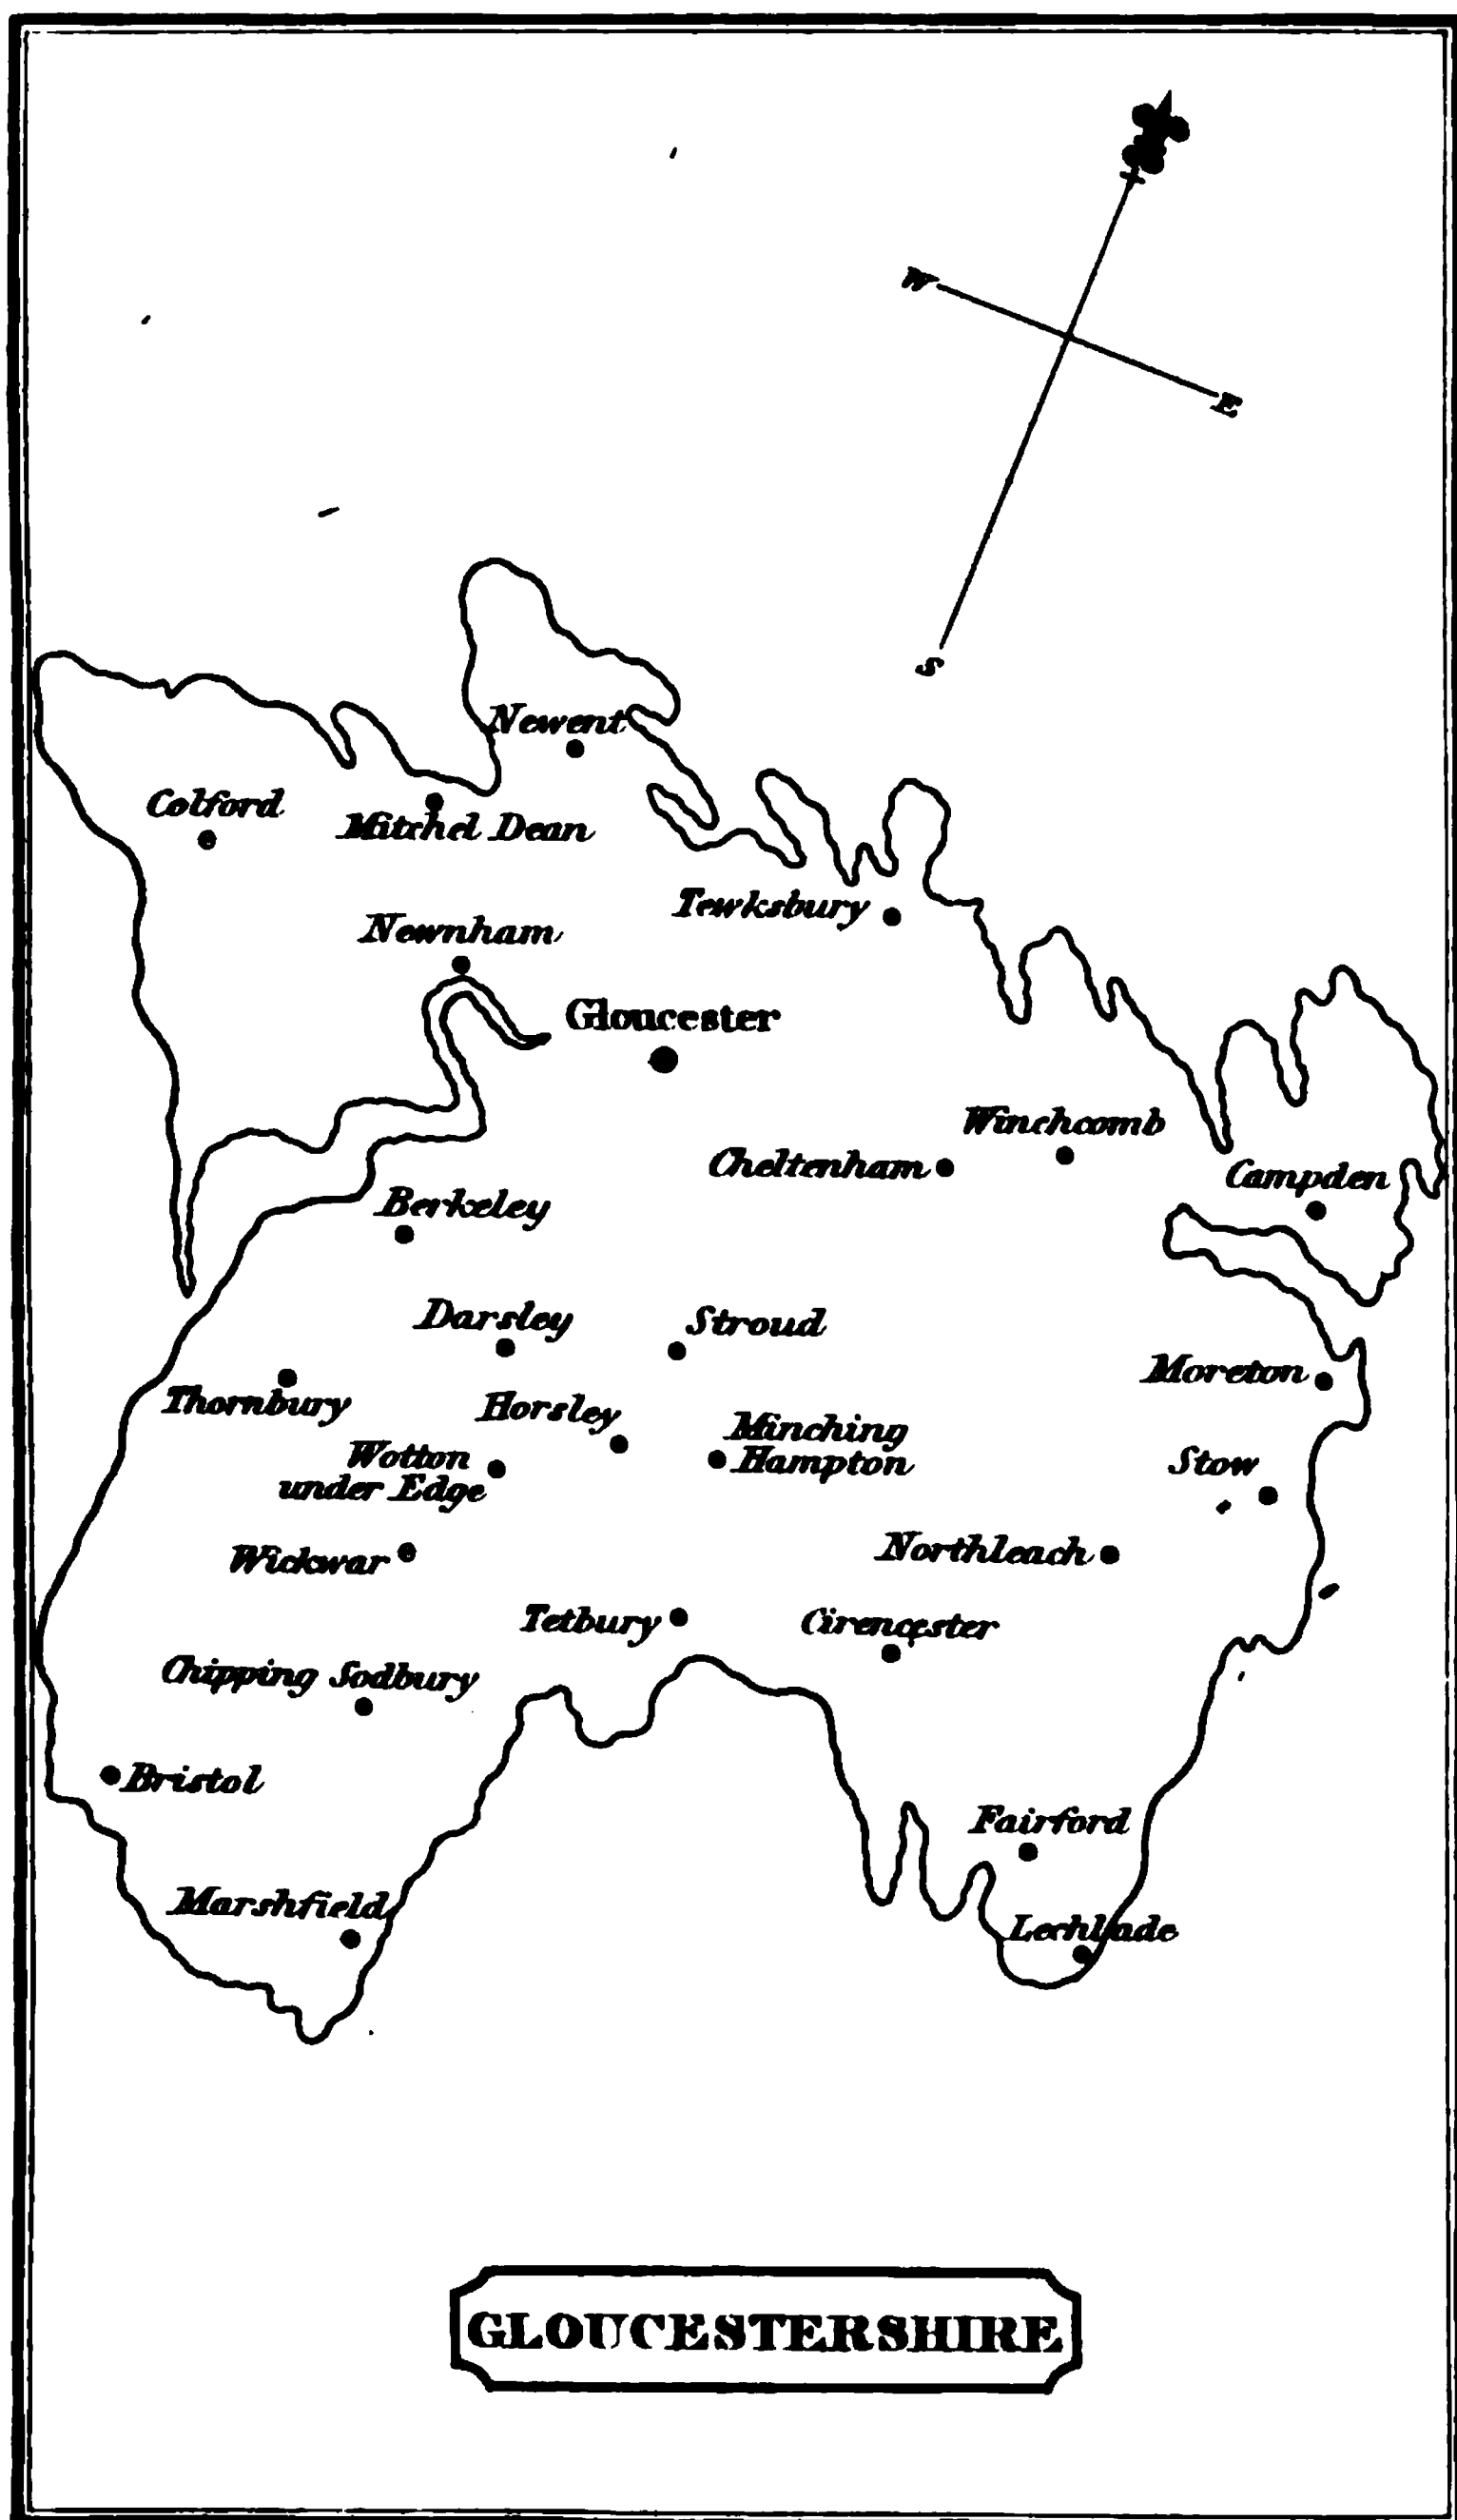 W
E
S
Newent
Colford
Mitchel Dean
Tewksbury
Newnham
Gloucester
Winchcomb
Cheltenham
Campden
Berkeley
Darsley
Stroud
Moreton
Thornbury
Horsley
Minching
Hampton
Wotton
under Edge
Stow
Wickwar
Northleach
Tetbury
Cirencester
Chipping Sodbury
Bristol
Fairford
Marshfield
Lechlade
GLOUCESTERSHIRE